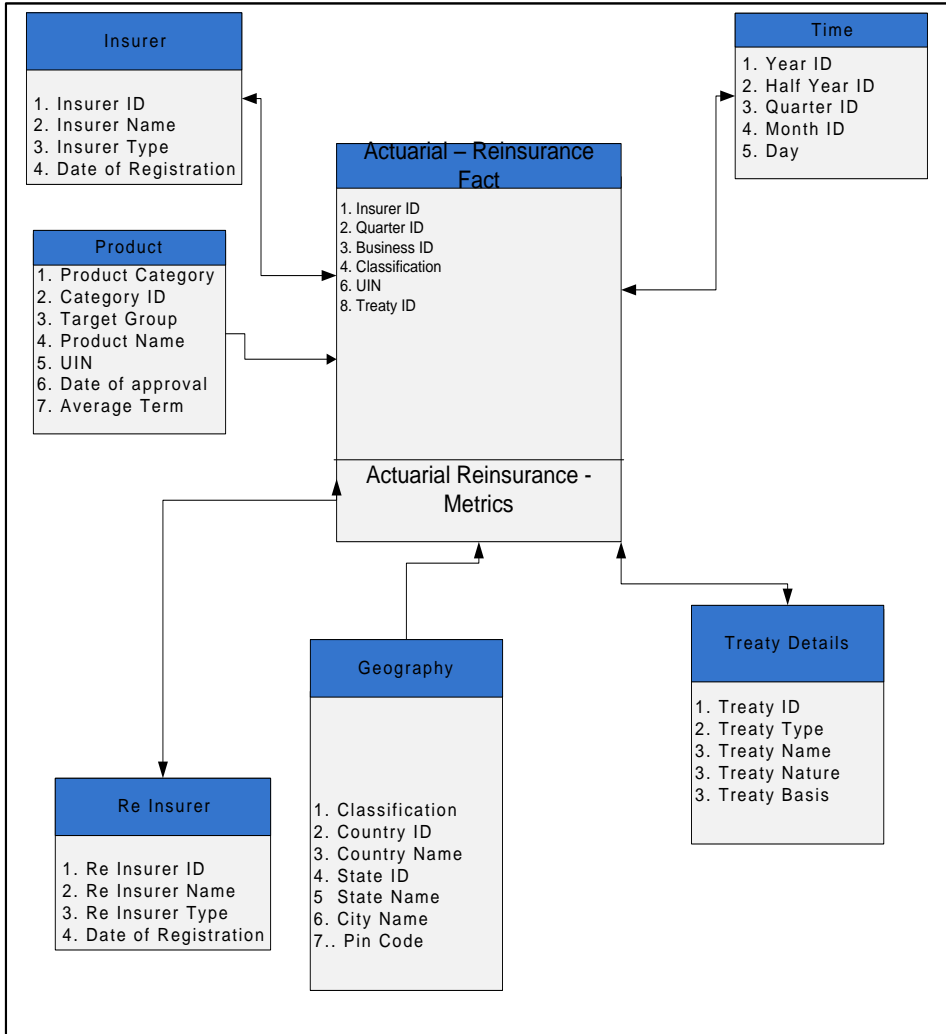 Insurer
1. Insurer ID
2. Insurer Name
3. Insurer Type
4. Date of Registration
Time
1. Year ID
2. Half Year ID
3. Quarter ID
4. Month ID
5. Day
Actuarial – Reinsurance
Fact
1. Insurer ID
2. Quarter ID
3. Business ID
4. Classification
6. UIN
8. Treaty ID
Actuarial Reinsurance -
Metrics
Product
1. Product Category
2. Category ID
3. Target Group
4. Product Name
5. UIN
6. Date of approval
7. Average Term
Re Insurer
1. Re Insurer ID
2. Re Insurer Name
3. Re Insurer Type
4. Date of Registration
Geography
1. Classification
2. Country ID
3. Country Name
4. State ID
5 State Name
6. City Name
7.. Pin Code
Treaty Details
1. Treaty ID
2. Treaty Type
3. Treaty Name
3. Treaty Nature
3. Treaty Basis